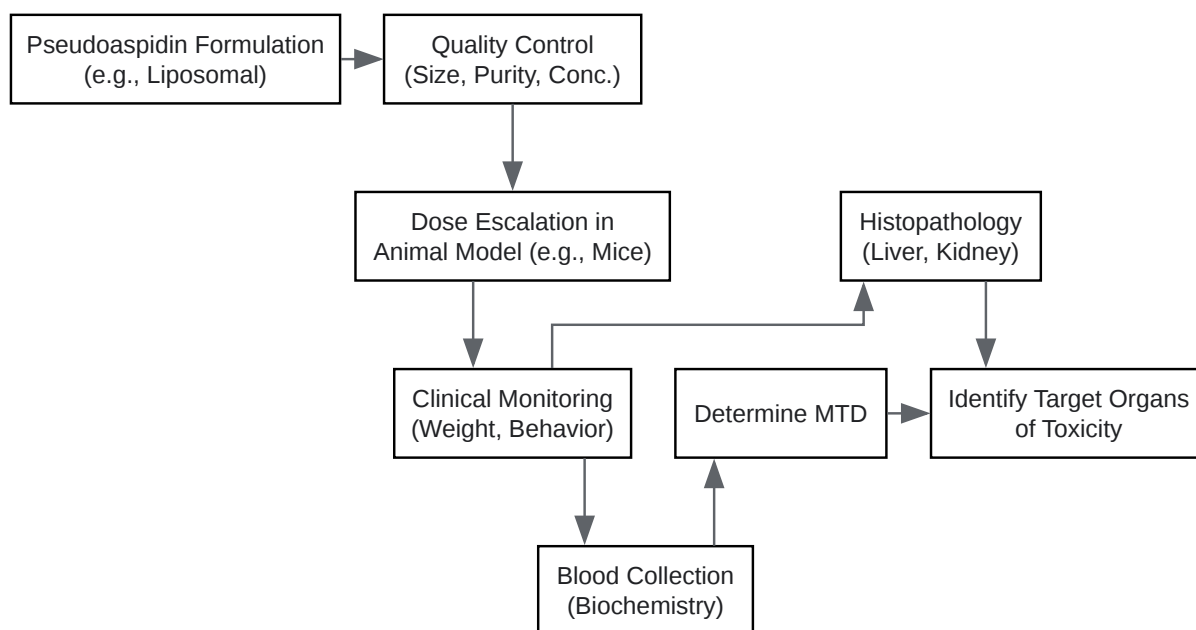 Pseudoaspidin Formulation
(e.g., Liposomal)
Quality Control
(Size, Purity, Conc.)
Dose Escalation in
Animal Model (e.g., Mice)
Histopathology
(Liver, Kidney)
Clinical Monitoring
(Weight, Behavior)
Determine MTD
Identify Target Organs
of Toxicity
Blood Collection
(Biochemistry)